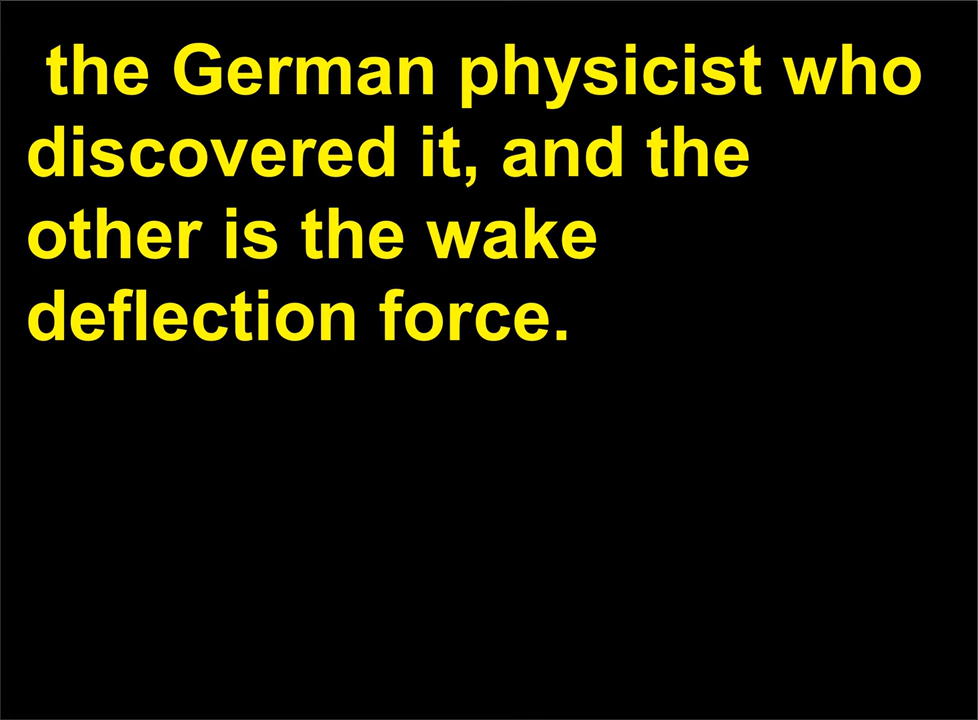 the German physicist who
discovered it, and the
other is the wake
deflection force.